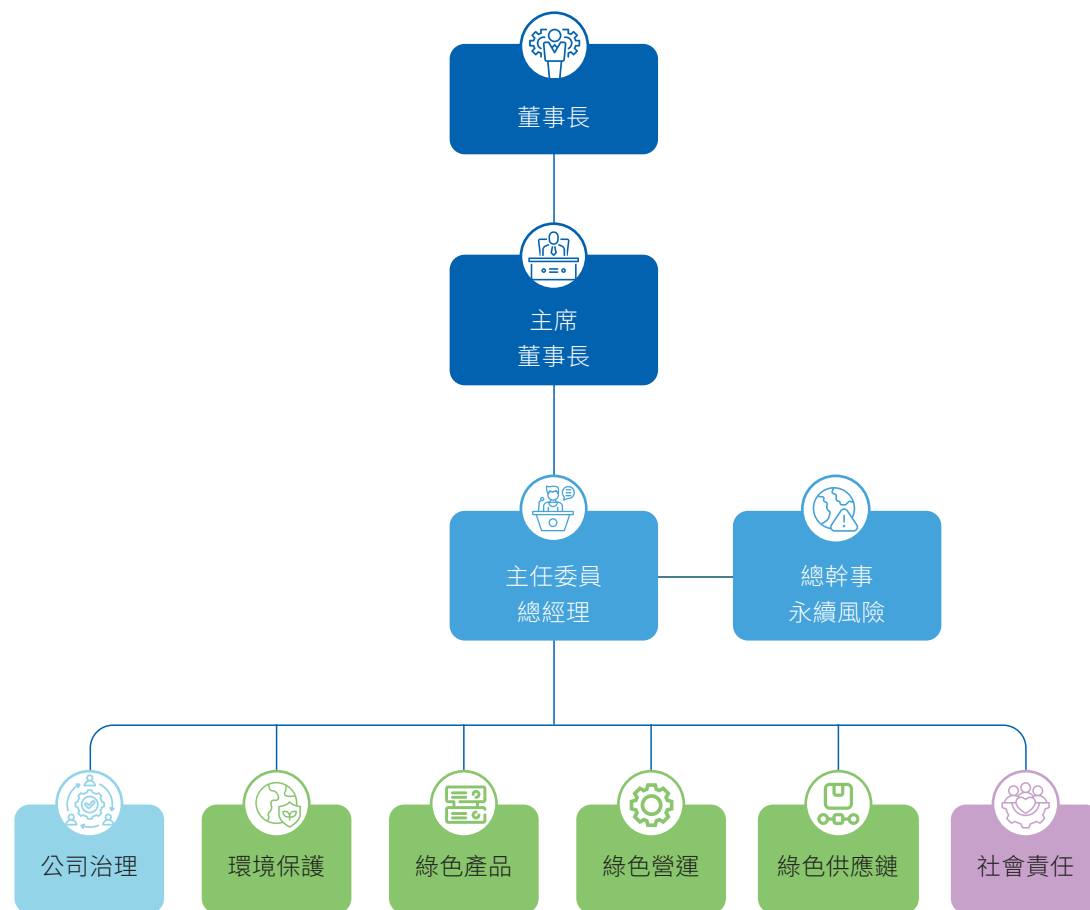 董事長
主席
董事長
主任委員
總經理
總幹事
永續風險
公司治理
環境保護
綠色產品
綠色營運
綠色供應鏈
社會責任